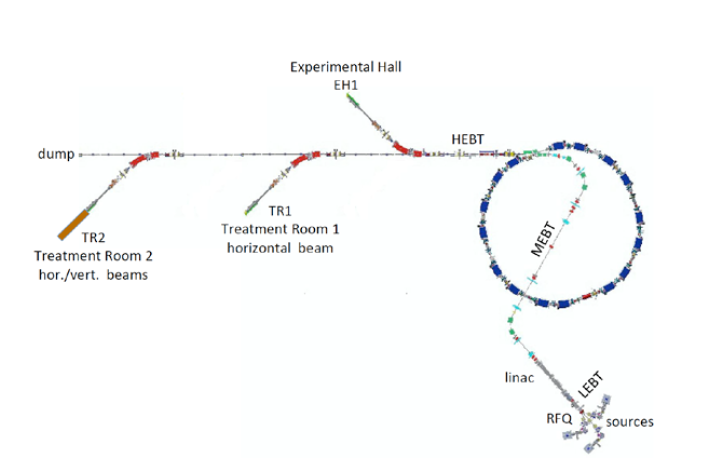 Experimental Hall
EH1
HEBT
dump
TR1
Treatment Room 1
horizontal beam
TR2
Treatment Room 2
hor./vert. beams
MEBT
linac
LEBT
RFQ
sources